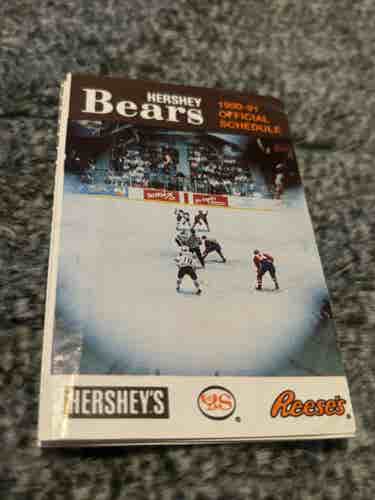 HERSHEY
Bears
1990-91
OFFICIAL
SCHEDULE
HERSHEY'S
Reese's